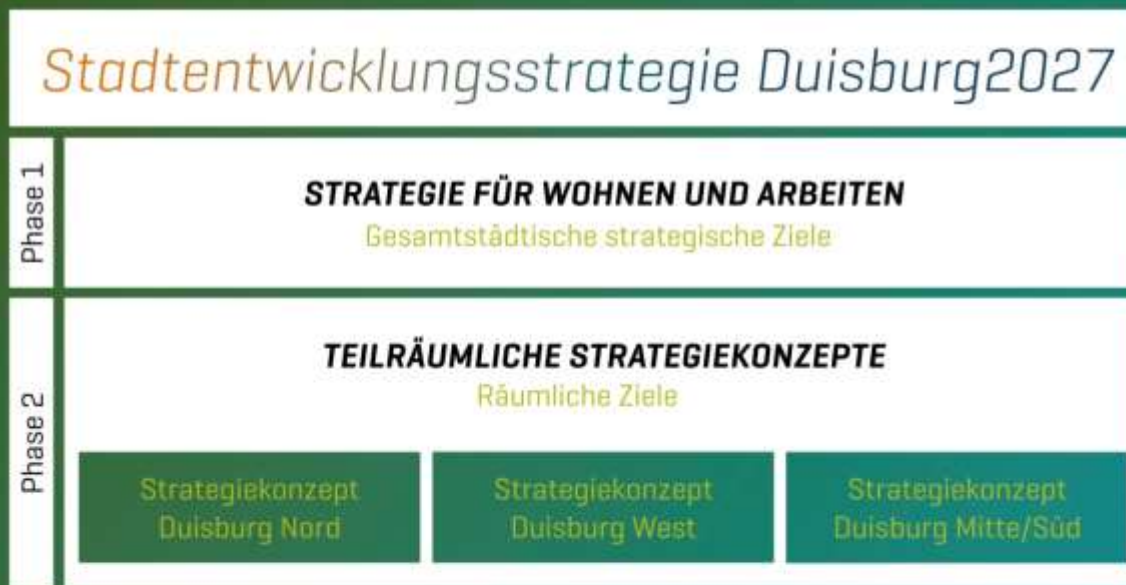 Stadtentwicklungsstrategie Duisburg2027
Phase 1
STRATEGIE FÜR WOHNEN UND ARBEITEN
Gesamtstädtische strategische Ziele
Phase 2
TEILRÄUMLICHE STRATEGIEKONZEPTE
Räumliche Ziele
Strategiekonzept
Duisburg Nord
Strategiekonzept
Duisburg West
Strategiekonzept
Duisburg Mitte/Süd